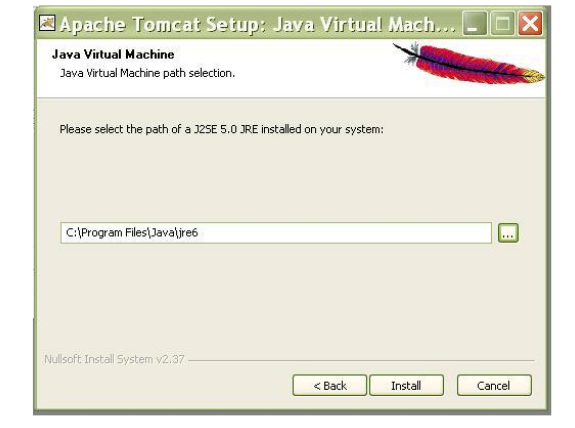 Apache Tomcat Setup: Java Virtual Mach...
Java Virtual Machine
Java Virtual Machine path selection.
Please select the path of a J2SE 5.0 JRE installed on your system:
C:\Program Files\Java\jre6
...
Nullsoft Install System v2.37
< Back Install Cancel